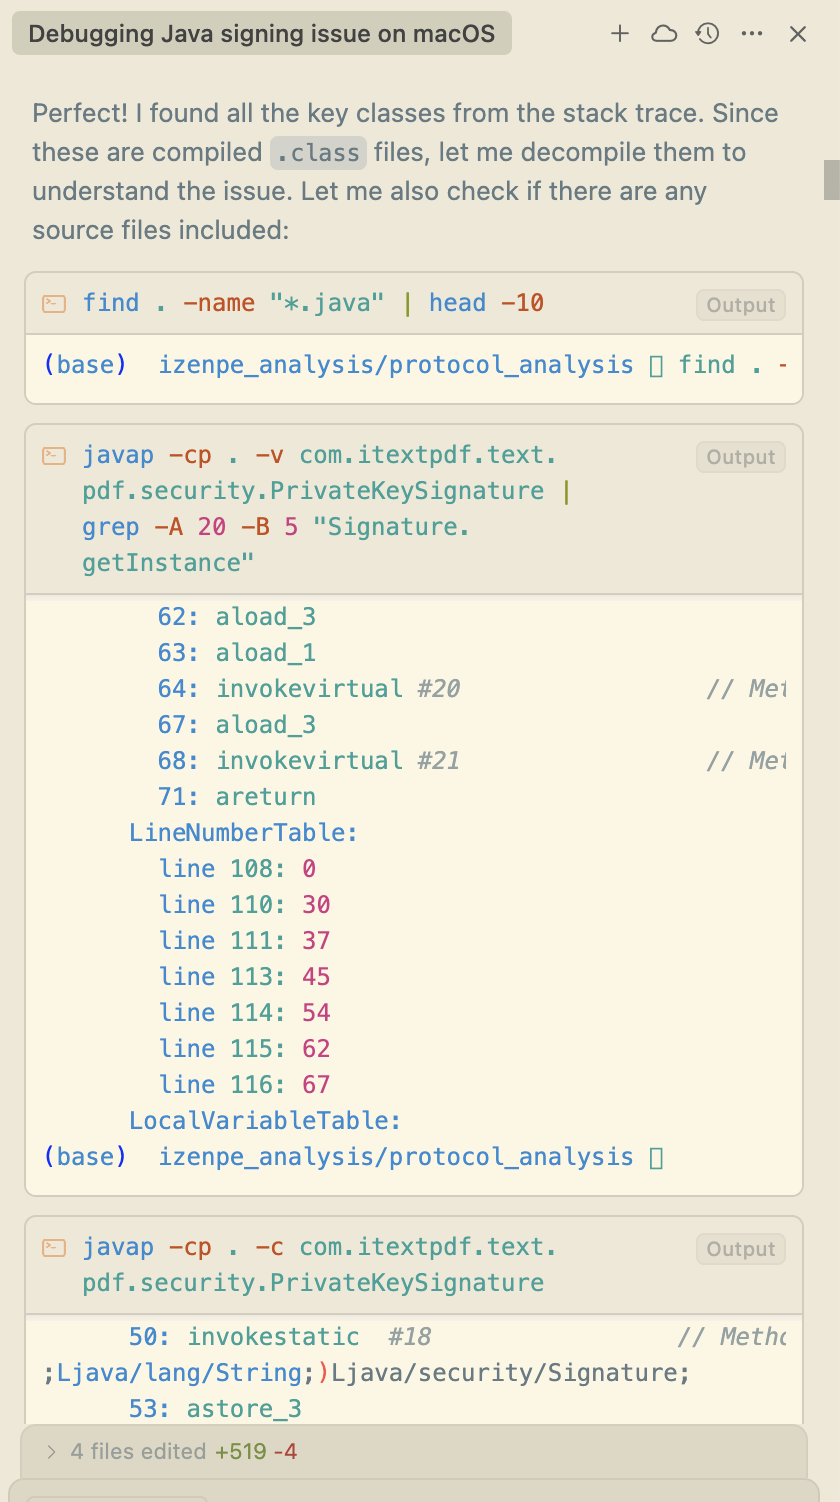 Debugging Java signing issue on macOS
Perfect! I found all the key classes from the stack trace. Since
these are compiled .class files, let me decompile them to
understand the issue. Let me also check if there are any
source files included:
find . -name "*.java" | head -10
Output
(base) izenpe_analysis/protocol_analysis ▯ find . -
javap -cp . -v com.itextpdf.text.
Output
pdf.security.PrivateKeySignature |
grep -A 20 -B 5 "Signature.
getInstance"
62: aload_3
63: aload_1
64: invokevirtual #20 // Met
67: aload_3
68: invokevirtual #21 // Met
71: areturn
LineNumberTable:
line 108: 0
line 110: 30
line 111: 37
line 113: 45
line 114: 54
line 115: 62
line 116: 67
LocalVariableTable:
(base) izenpe_analysis/protocol_analysis ▯
javap -cp . -c com.itextpdf.text.
Output
pdf.security.PrivateKeySignature
50: invokestatic #18 // Metho
;Ljava/lang/String;)Ljava/security/Signature;
53: astore_3
4 files edited +519 -4